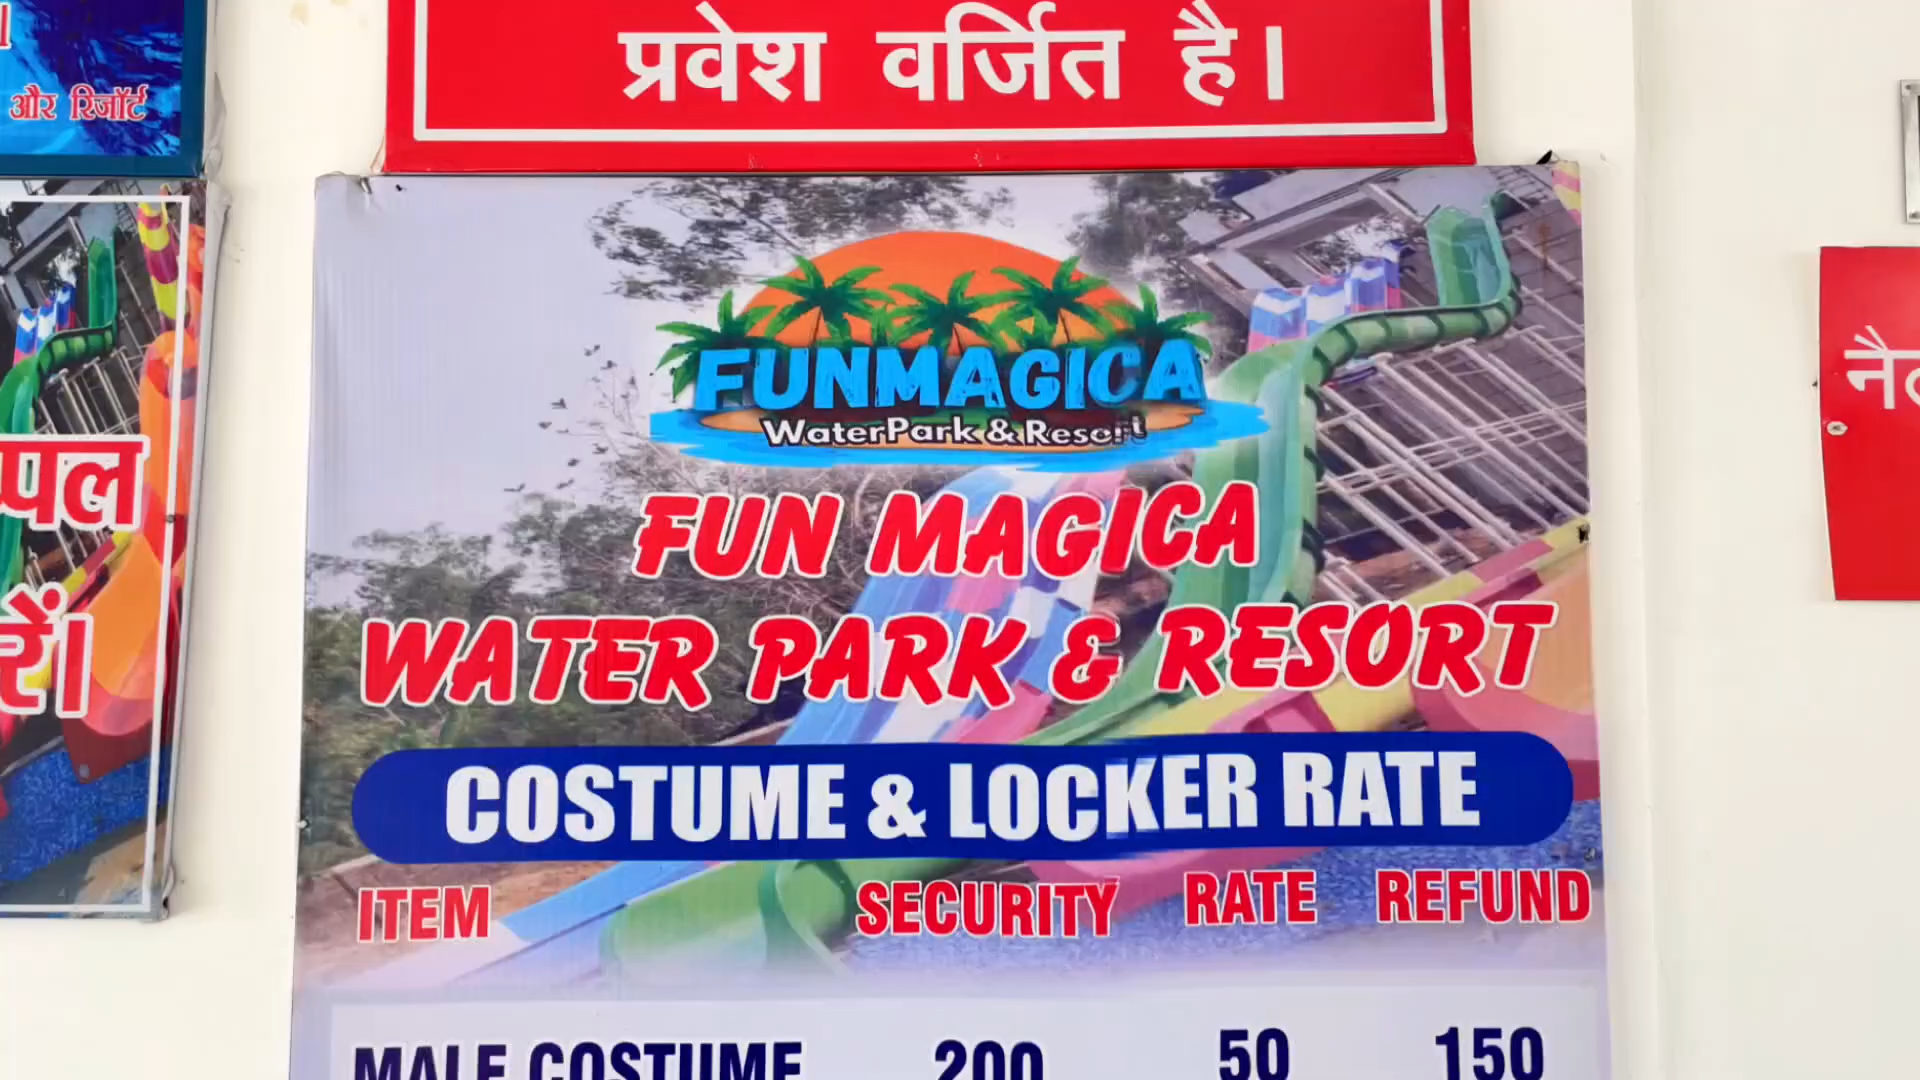 प्रवेश वर्जित है।
और रिजॉर्ट
FUNMAGICA
WaterPark & Resort
FUN MAGICA
WATER PARK & RESORT
COSTUME & LOCKER RATE
ITEM SECURITY RATE REFUND
MALE COSTUME 200 50 150